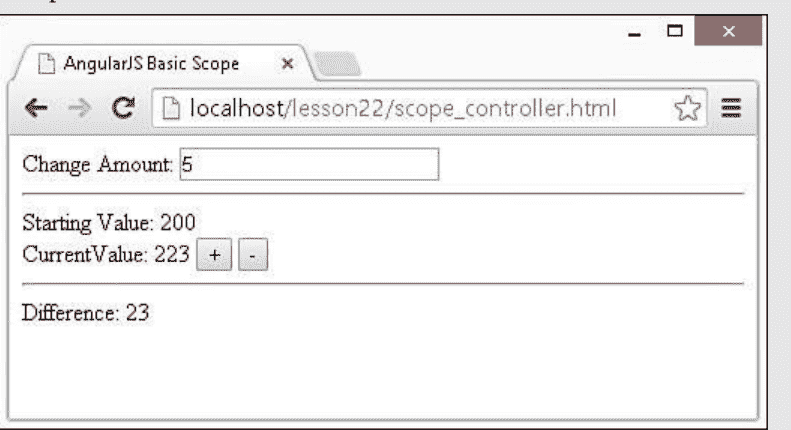 AngularJS Basic Scope
localhost/lesson22/scope_controller.html
Change Amount: 5
Starting Value: 200
CurrentValue: 223 + -
Difference: 23